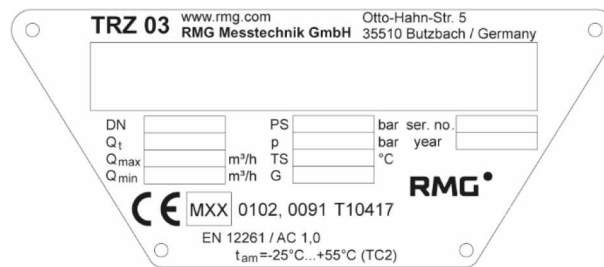 TRZ 03 www.rmg.com Otto-Hahn-Str. 5
RMG Messtechnik GmbH 35510 Butzbach / Germany
DN PS bar ser. no.
Qt p bar year
Qmax m³/h TS °C
Qmin m³/h G
RMG
CE MXX 0102, 0091 T10417
EN 12261 / AC 1,0
tam=-25°C...+55°C (TC2)